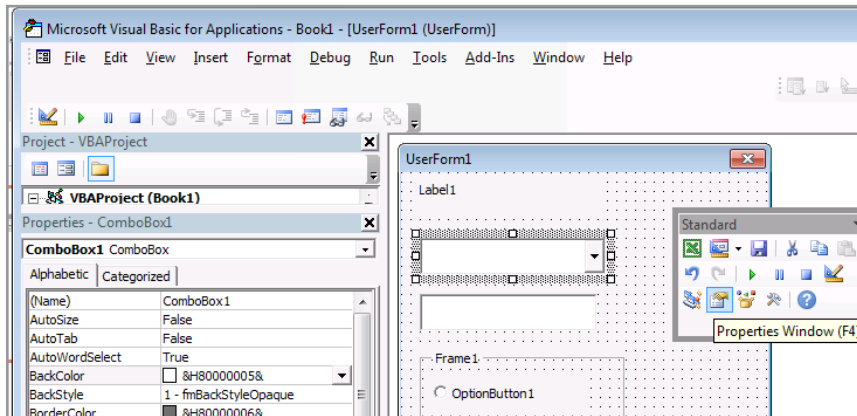 Microsoft Visual Basic for Applications - Book1 - [UserForm1 (UserForm)]
File Edit View Insert Format Debug Run Tools Add-Ins Window Help
Project - VBAProject
VBAProject (Book1)
Properties - ComboBox1
ComboBox1 ComboBox
Alphabetic Categorized
(Name) ComboBox1
AutoSize False
AutoTab False
AutoWordSelect True
BackColor &H80000005&
BackStyle 1 - fmBackStyleOpaque
BorderColor &H80000006&
UserForm1
Label1
Frame1
OptionButton1
Standard
Properties Window (F4)